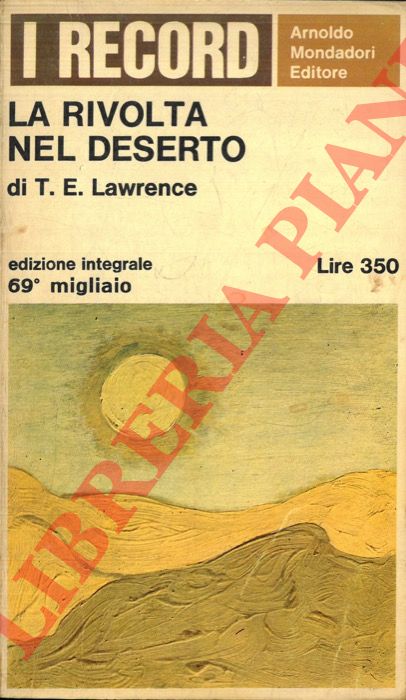 I RECORD
Arnoldo
Mondadori
Editore
LA RIVOLTA
NEL DESERTO
di T. E. Lawrence
edizione integrale
69° migliaio
Lire 350
LIBRERIA PIANI